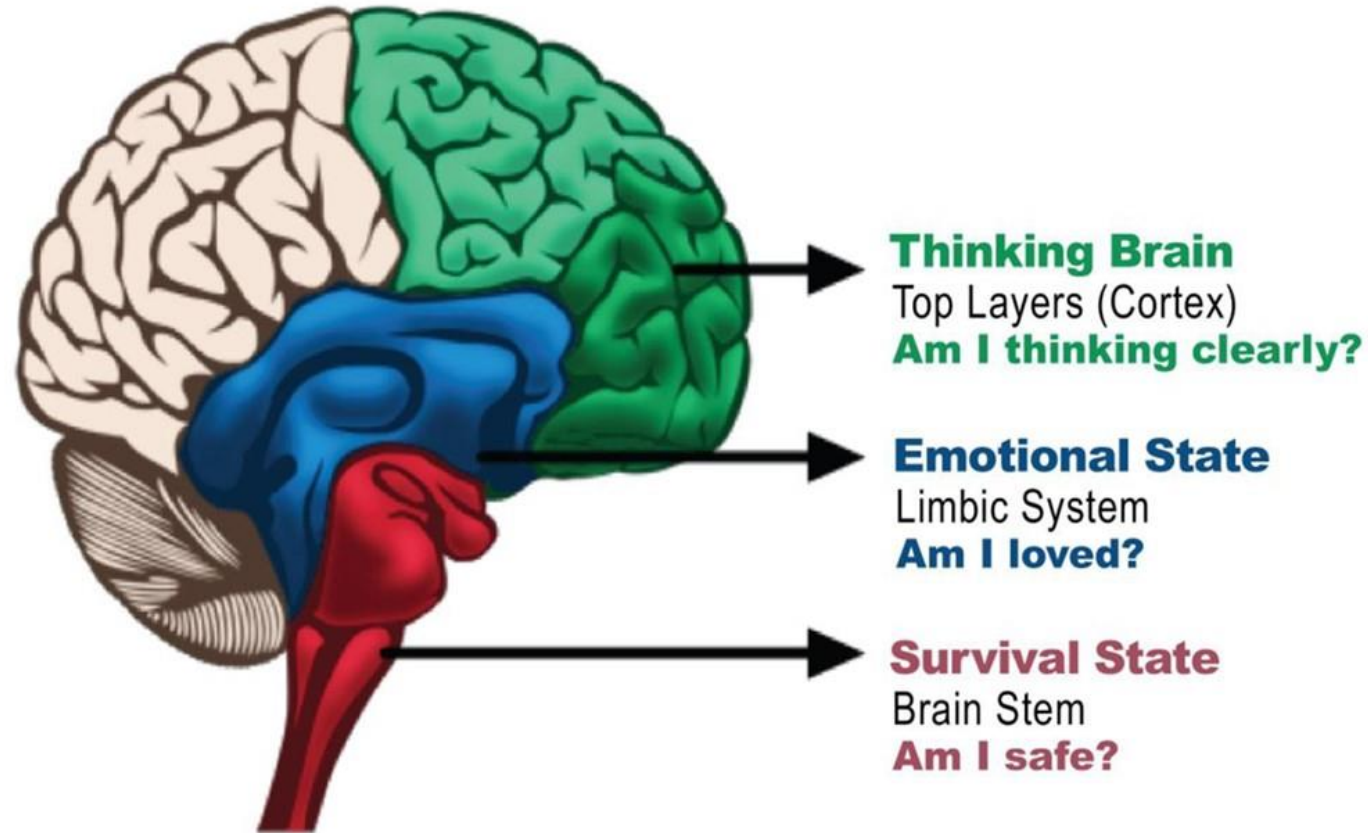 Thinking Brain
Top Layers (Cortex)
Am I thinking clearly?
Emotional State
Limbic System
Am I loved?
Survival State
Brain Stem
Am I safe?